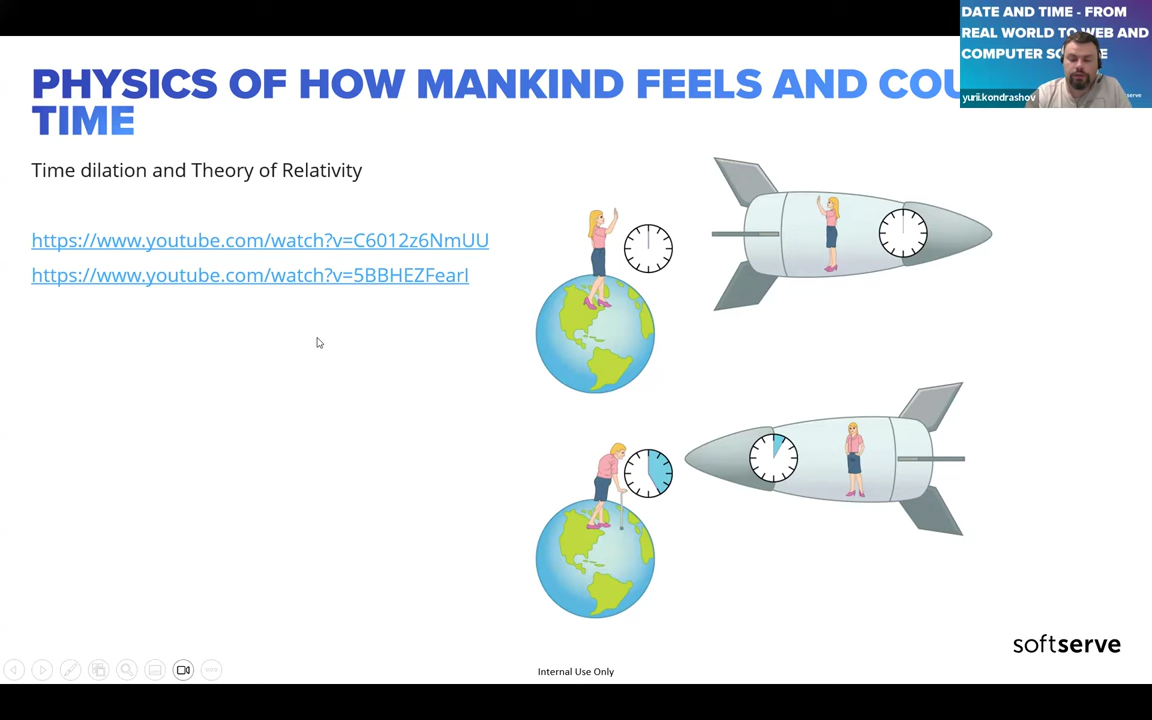 DATE AND TIME - FROM
REAL WORLD TO WEB AND
COMPUTER
yurii.kondrashov
PHYSICS OF HOW MANKIND FEELS AND COU
TIME
Time dilation and Theory of Relativity
https://www.youtube.com/watch?v=C6012z6NmUU
https://www.youtube.com/watch?v=5BBHEZFearI
softserve
Internal Use Only